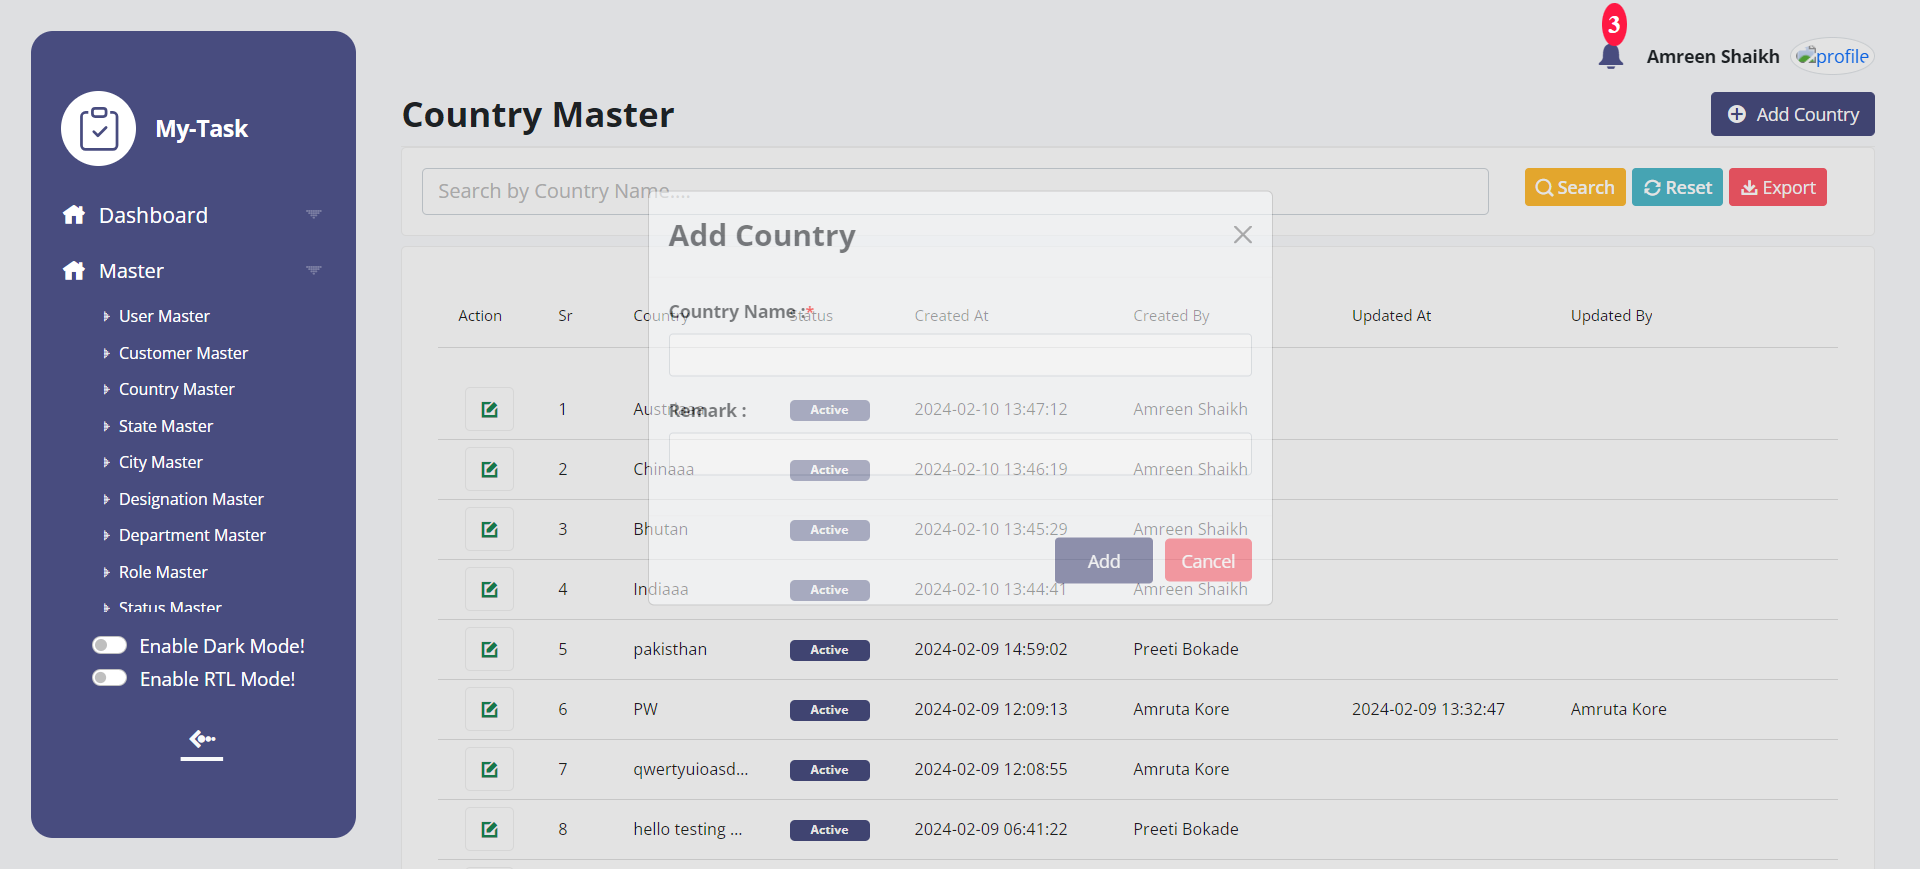 3
Amreen Shaikh
profile
My-Task
Dashboard
Master
User Master
Customer Master
Country Master
State Master
City Master
Designation Master
Department Master
Role Master
Status Master
Enable Dark Mode!
Enable RTL Mode!
Country Master
Add Country
Search by Country Name....
Search
Reset
Export
Add Country
Country Name :*
Remark :
Add
Cancel
Action Sr Country Status Created At Created By Updated At Updated By
1 Active 2024-02-10 13:47:12 Amreen Shaikh
2 Chinaaa Active 2024-02-10 13:46:19 Amreen Shaikh
3 Bhutan Active 2024-02-10 13:45:29 Amreen Shaikh
4 Indiaaa Active 2024-02-10 13:44:41 Amreen Shaikh
5 pakisthan Active 2024-02-09 14:59:02 Preeti Bokade
6 PW Active 2024-02-09 12:09:13 Amruta Kore 2024-02-09 13:32:47 Amruta Kore
7 qwertyuioasd... Active 2024-02-09 12:08:55 Amruta Kore
8 hello testing ... Active 2024-02-09 06:41:22 Preeti Bokade